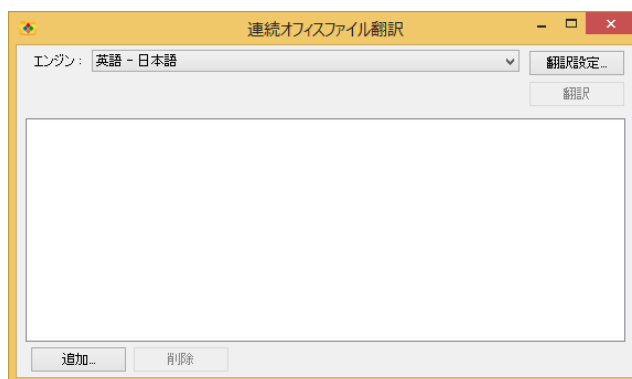 連続オフィスファイル翻訳
エンジン： 英語 - 日本語
翻訳設定...
翻訳
追加...
削除